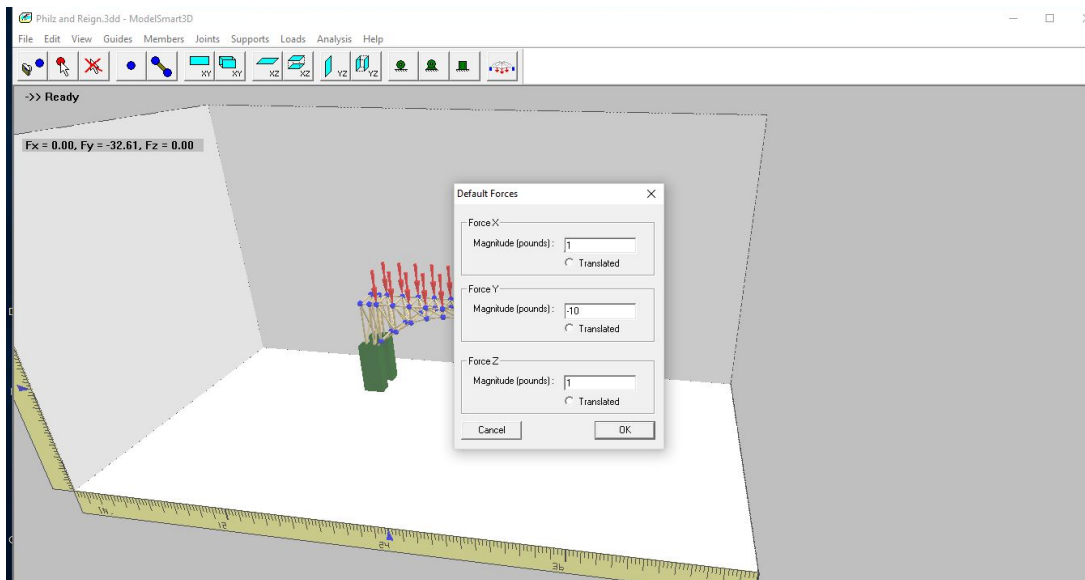 Philz and Reign.3dd - ModelSmart3D
File Edit View Guides Members Joints Supports Loads Analysis Help
XY XY XZ XZ YZ YZ
->> Ready
Fx = 0.00, Fy = -32.61, Fz = 0.00
Default Forces
Force X
Magnitude (pounds) : 1
Translated
Force Y
Magnitude (pounds) : -10
Translated
Force Z
Magnitude (pounds) : 1
Translated
Cancel OK
IN. 12 24 36